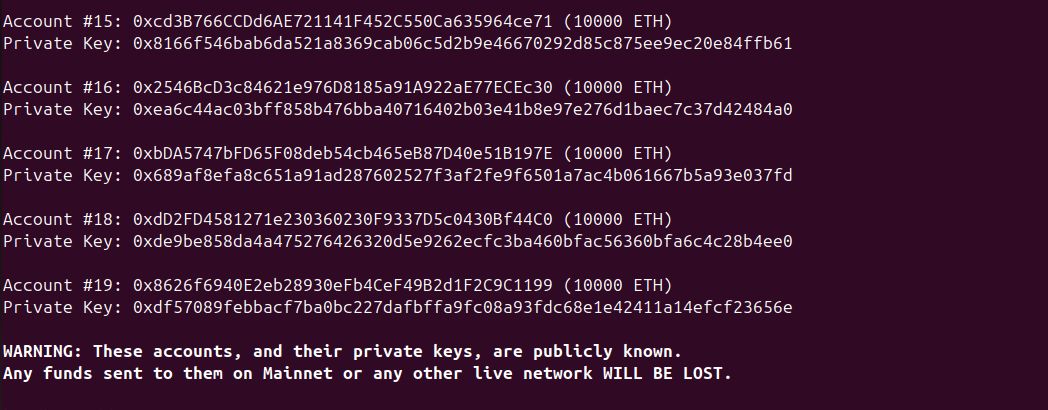 Account #15: 0xcd3B766CCDd6AE721141F452C550Ca635964ce71 (10000 ETH)
Private Key: 0x8166f546bab6da521a8369cab06c5d2b9e46670292d85c875ee9ec20e84ffb61
Account #16: 0x2546BcD3c84621e976D8185a91A922aE77ECEc30 (10000 ETH)
Private Key: 0xea6c44ac03bff858b476bba40716402b03e41b8e97e276d1baec7c37d42484a0
Account #17: 0xbDA5747bFD65F08deb54cb465eB87D40e51B197E (10000 ETH)
Private Key: 0x689af8efa8c651a91ad287602527f3af2fe9f6501a7ac4b061667b5a93e037fd
Account #18: 0xdD2FD4581271e230360230F9337D5c0430Bf44C0 (10000 ETH)
Private Key: 0xde9be858da4a475276426320d5e9262ecfc3ba460bfac56360bfa6c4c28b4ee0
Account #19: 0x8626f6940E2eb28930eFb4CeF49B2d1F2C9C1199 (10000 ETH)
Private Key: 0xdf57089febbacf7ba0bc227dafbffa9fc08a93fdc68e1e42411a14efcf23656e
WARNING: These accounts, and their private keys, are publicly known.
Any funds sent to them on Mainnet or any other live network WILL BE LOST.